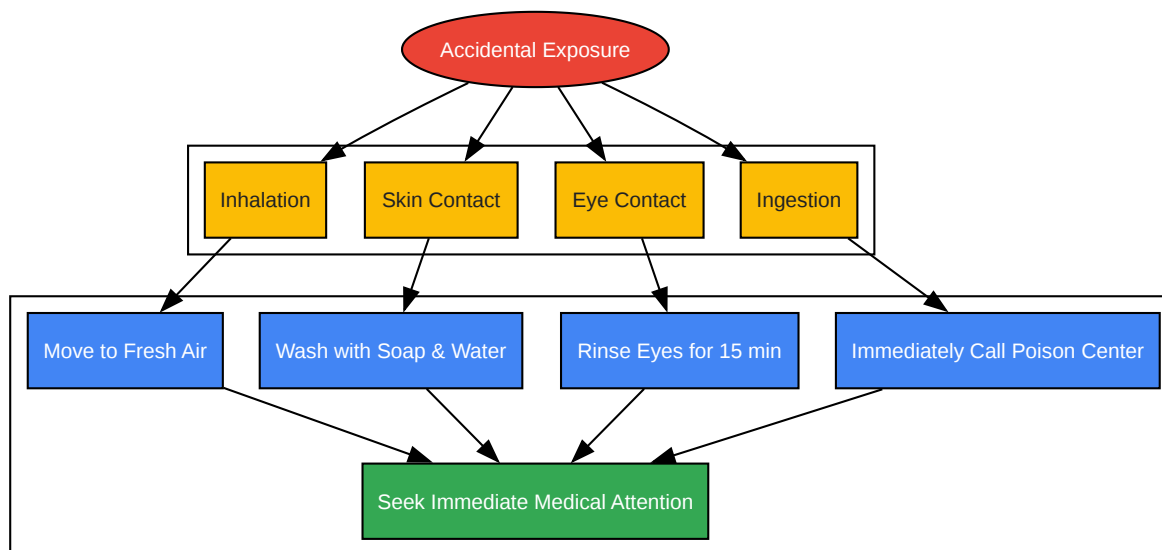 Accidental Exposure
Inhalation
Skin Contact
Eye Contact
Ingestion
Move to Fresh Air
Wash with Soap & Water
Rinse Eyes for 15 min
Immediately Call Poison Center
Seek Immediate Medical Attention